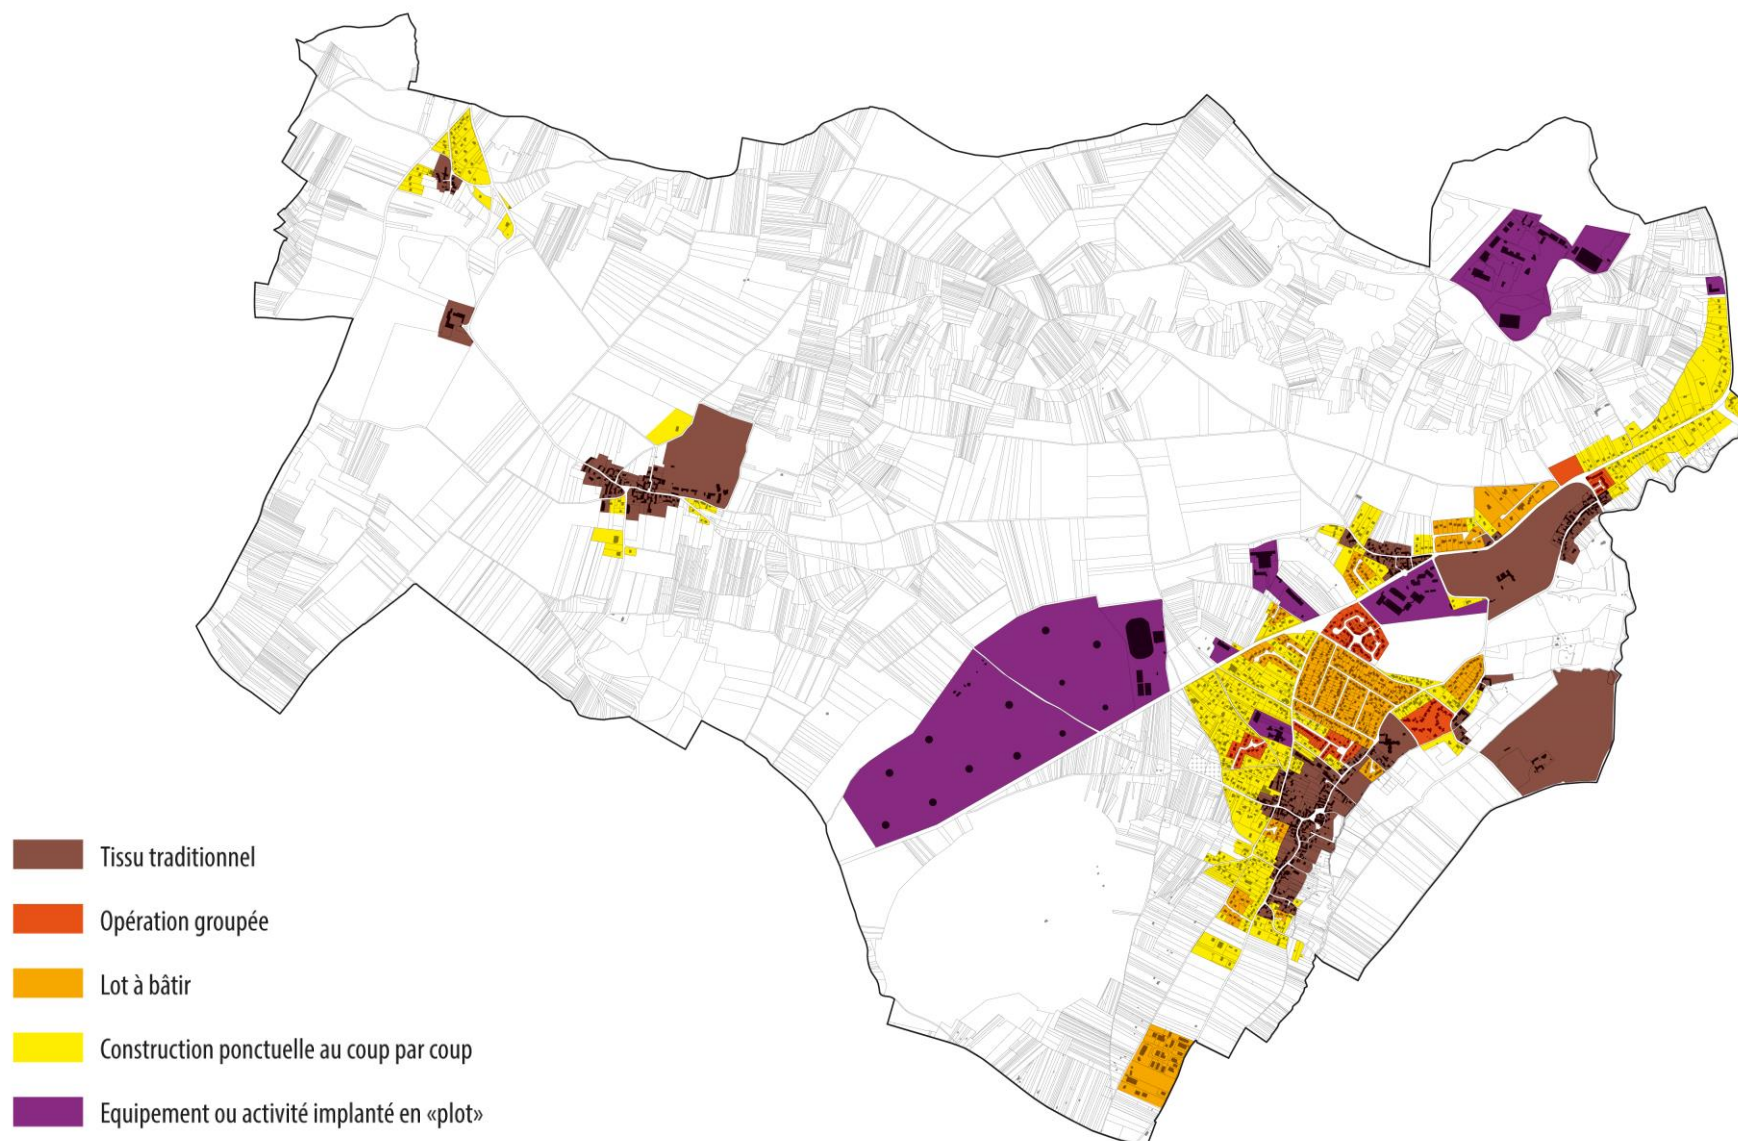 Tissu traditionnel
Opération groupée
Lot à bâtir
Construction ponctuelle au coup par coup
Equipement ou activité implanté en «plot»